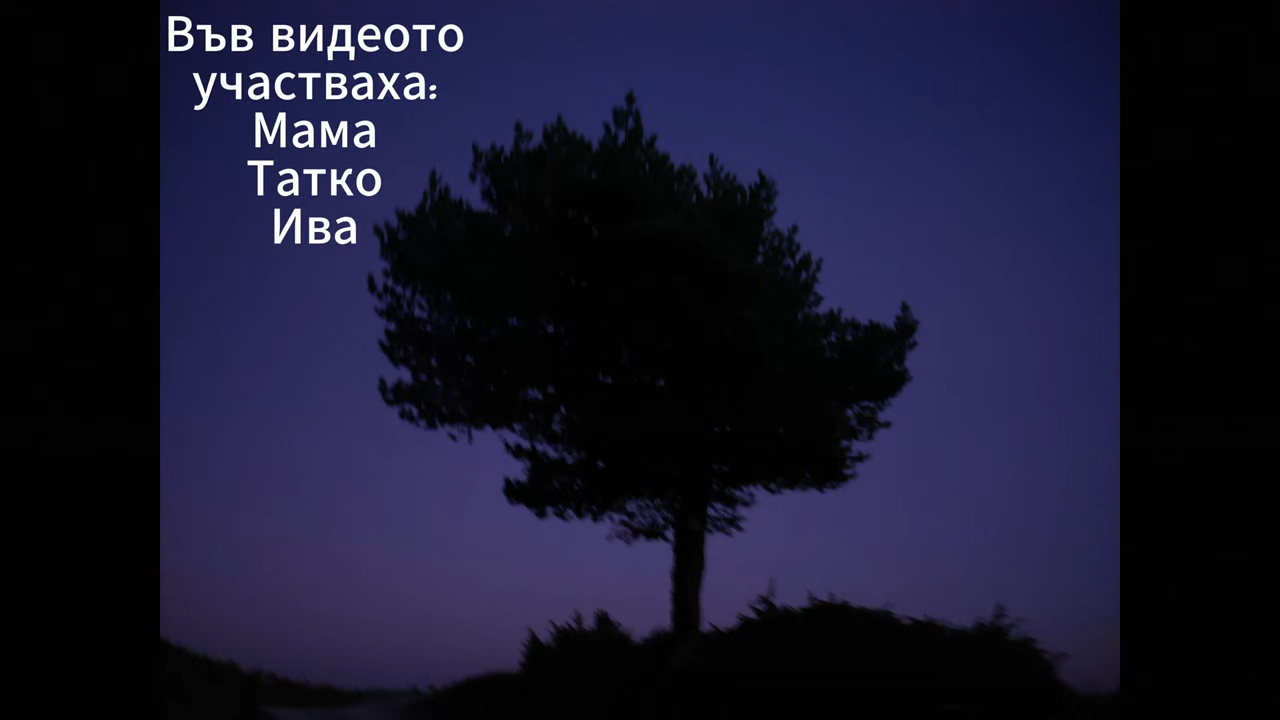 Във видеото
участваха:
Мама
Татко
Ива